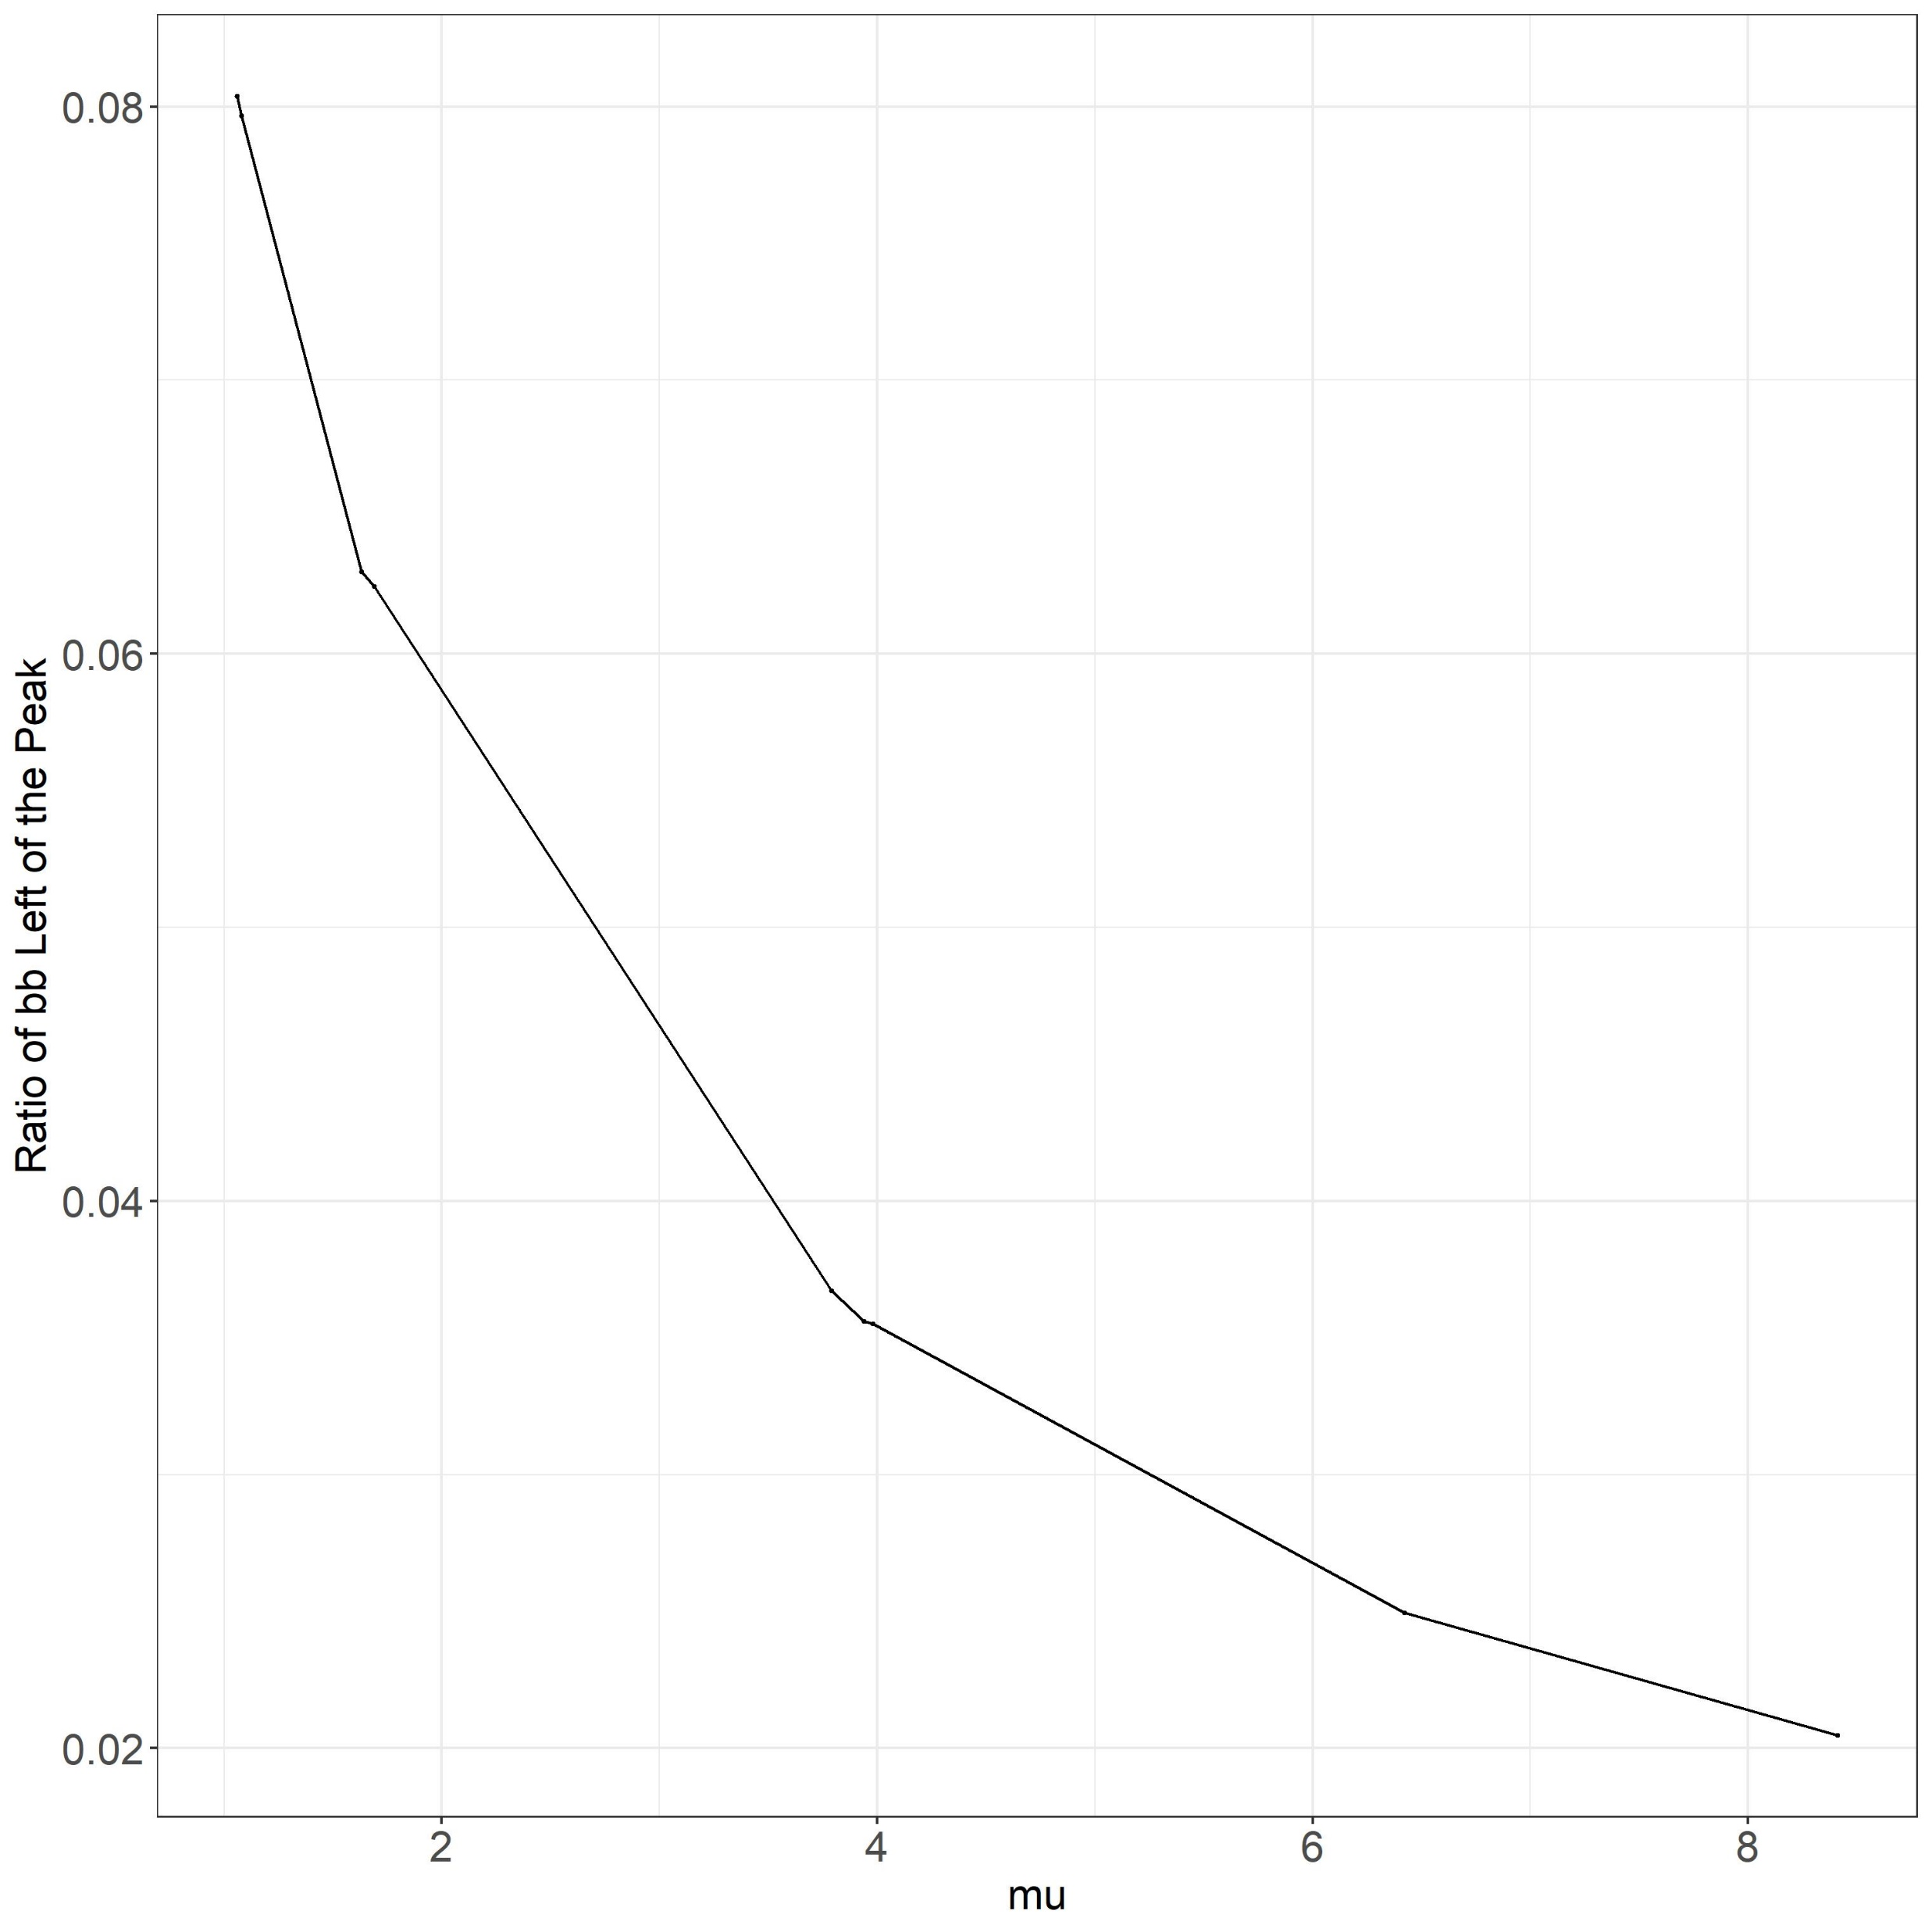 Ratio of bb Left of the Peak
0.08
0.06
0.04
0.02
2 4 6 8
mu